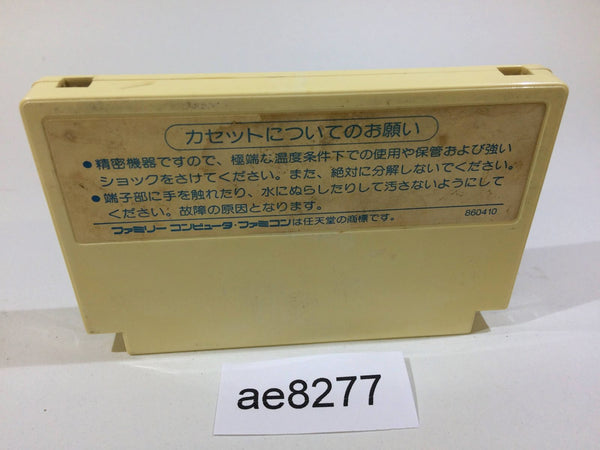 カセットについてのお願い
●精密機器ですので、極端な温度条件下での使用や保管および強い
ショックをさけてください。また、絶対に分解しないでください。
●端子部に手を触れたり、水にぬらしたりして汚さないようにして
ください。故障の原因となります。
860410
ファミリーコンピュータ・ファミコンは任天堂の商標です。
ae8277